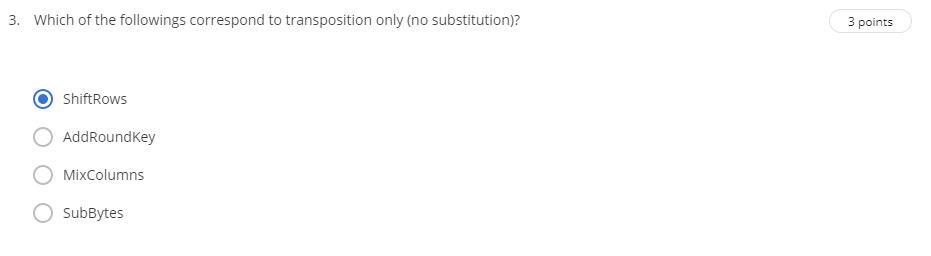 3. Which of the followings correspond to transposition only (no substitution)?
3 points
ShiftRows
AddRoundKey
MixColumns
SubBytes